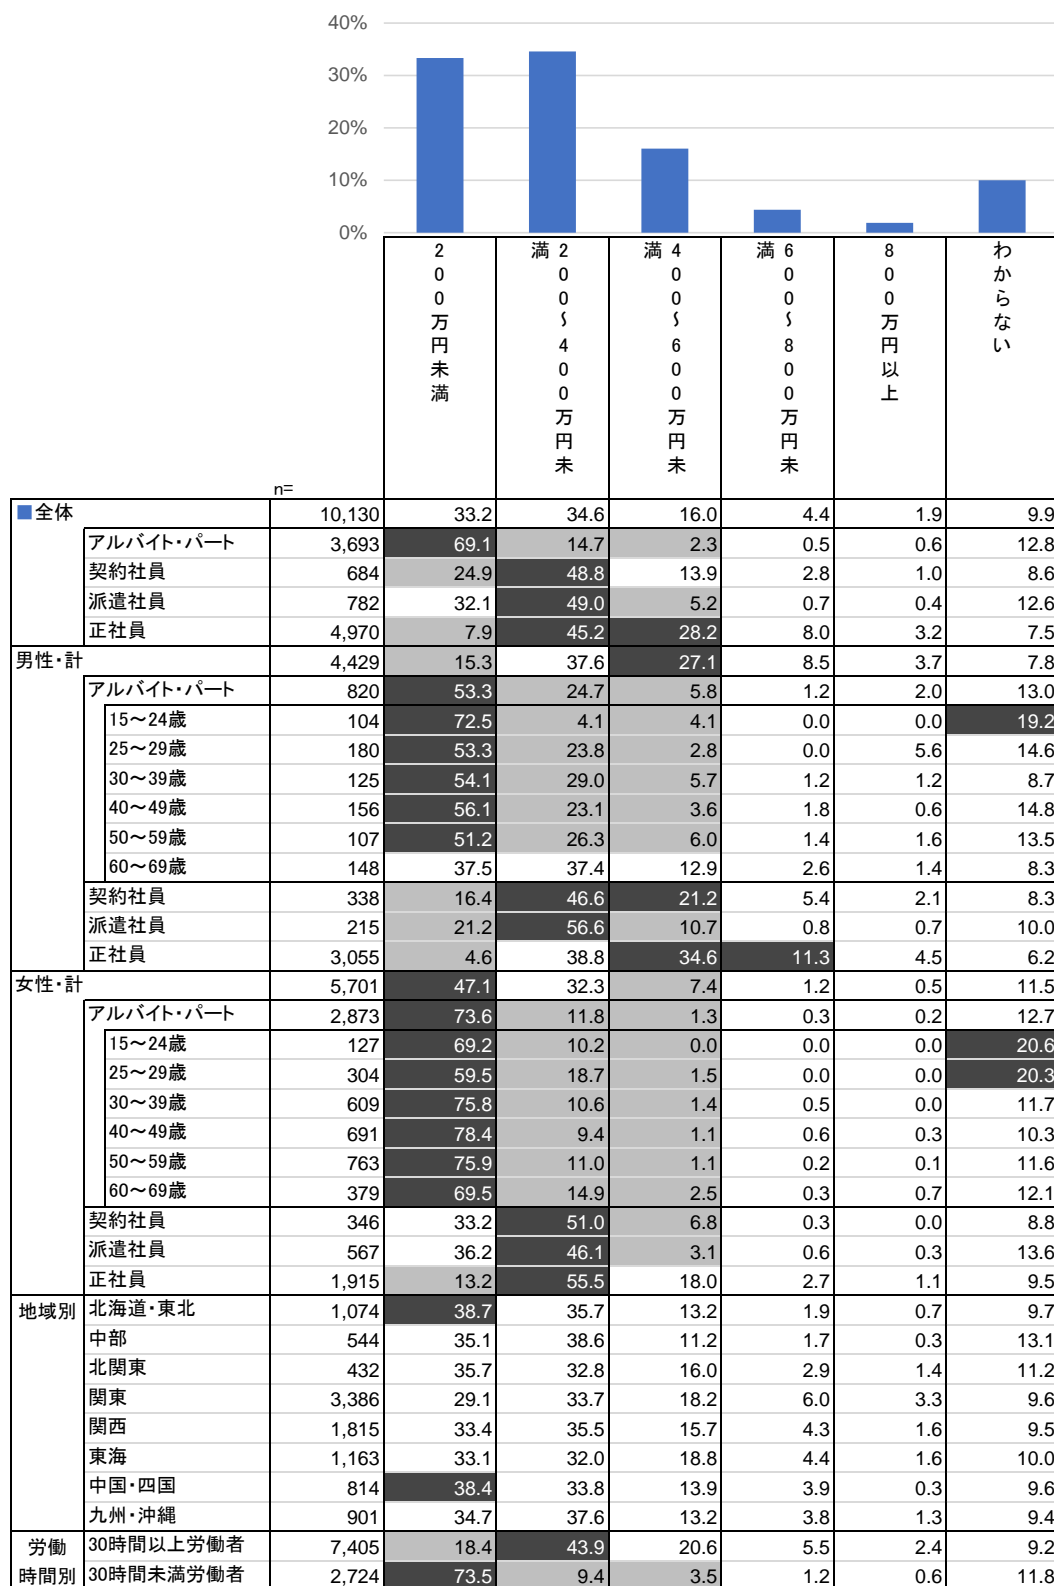 40%
30%
20%
10%
0%
200万円未満
200〜400万円未満
400〜600万円未満
600〜800万円未満
800万円以上
わからない
n=
■全体 10,130 33.2 34.6 16.0 4.4 1.9 9.9
アルバイト・パート 3,693 69.1 14.7 2.3 0.5 0.6 12.8
契約社員 684 24.9 48.8 13.9 2.8 1.0 8.6
派遣社員 782 32.1 49.0 5.2 0.7 0.4 12.6
正社員 4,970 7.9 45.2 28.2 8.0 3.2 7.5
男性・計 4,429 15.3 37.6 27.1 8.5 3.7 7.8
アルバイト・パート 820 53.3 24.7 5.8 1.2 2.0 13.0
15〜24歳 104 72.5 4.1 4.1 0.0 0.0 19.2
25〜29歳 180 53.3 23.8 2.8 0.0 5.6 14.6
30〜39歳 125 54.1 29.0 5.7 1.2 1.2 8.7
40〜49歳 156 56.1 23.1 3.6 1.8 0.6 14.8
50〜59歳 107 51.2 26.3 6.0 1.4 1.6 13.5
60〜69歳 148 37.5 37.4 12.9 2.6 1.4 8.3
契約社員 338 16.4 46.6 21.2 5.4 2.1 8.3
派遣社員 215 21.2 56.6 10.7 0.8 0.7 10.0
正社員 3,055 4.6 38.8 34.6 11.3 4.5 6.2
女性・計 5,701 47.1 32.3 7.4 1.2 0.5 11.5
アルバイト・パート 2,873 73.6 11.8 1.3 0.3 0.2 12.7
15〜24歳 127 69.2 10.2 0.0 0.0 0.0 20.6
25〜29歳 304 59.5 18.7 1.5 0.0 0.0 20.3
30〜39歳 609 75.8 10.6 1.4 0.5 0.0 11.7
40〜49歳 691 78.4 9.4 1.1 0.6 0.3 10.3
50〜59歳 763 75.9 11.0 1.1 0.2 0.1 11.6
60〜69歳 379 69.5 14.9 2.5 0.3 0.7 12.1
契約社員 346 33.2 51.0 6.8 0.3 0.0 8.8
派遣社員 567 36.2 46.1 3.1 0.6 0.3 13.6
正社員 1,915 13.2 55.5 18.0 2.7 1.1 9.5
地域別 北海道・東北 1,074 38.7 35.7 13.2 1.9 0.7 9.7
中部 544 35.1 38.6 11.2 1.7 0.3 13.1
北関東 432 35.7 32.8 16.0 2.9 1.4 11.2
関東 3,386 29.1 33.7 18.2 6.0 3.3 9.6
関西 1,815 33.4 35.5 15.7 4.3 1.6 9.5
東海 1,163 33.1 32.0 18.8 4.4 1.6 10.0
中国・四国 814 38.4 33.8 13.9 3.9 0.3 9.6
九州・沖縄 901 34.7 37.6 13.2 3.8 1.3 9.4
労働 30時間以上労働者 7,405 18.4 43.9 20.6 5.5 2.4 9.2
時間別 30時間未満労働者 2,724 73.5 9.4 3.5 1.2 0.6 11.8